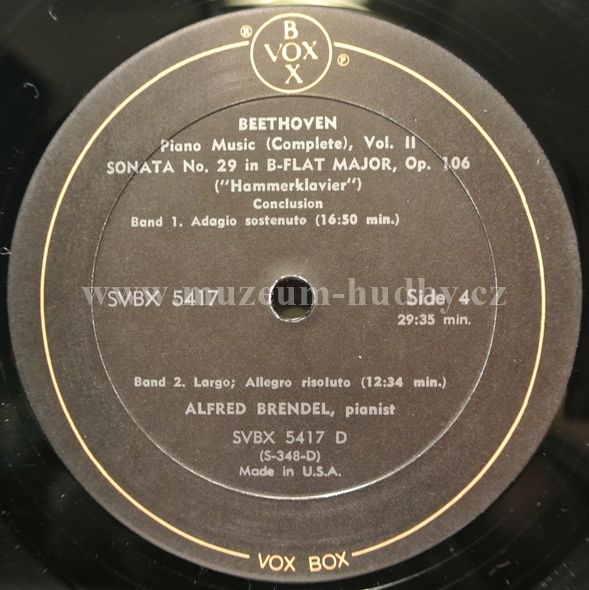 B
VOX
X
® ℗
BEETHOVEN
Piano Music (Complete), Vol. II
SONATA No. 29 in B-FLAT MAJOR, Op. 106
("Hammerklavier")
Conclusion
Band 1. Adagio sostenuto (16:50 min.)
www.muzeum-hudby.cz
SVBX 5417 Side 4
29:35 min.
Band 2. Largo; Allegro risoluto (12:34 min.)
ALFRED BRENDEL, pianist
SVBX 5417 D
(S-348-D)
Made in U.S.A.
VOX BOX